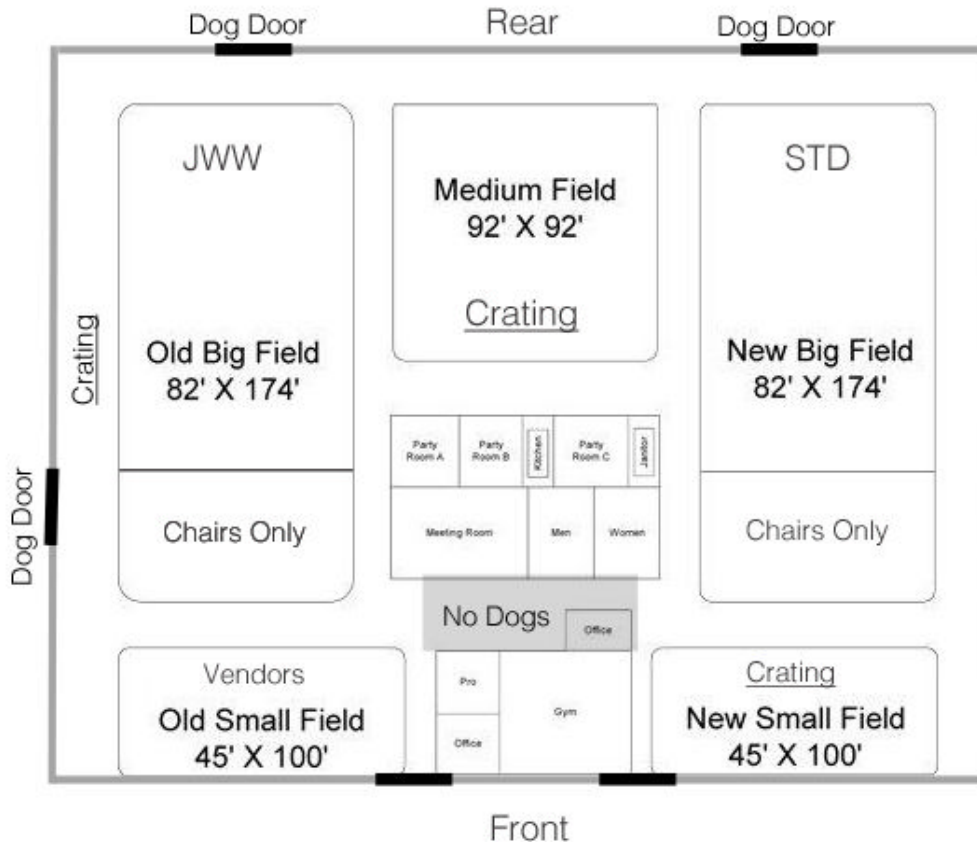 Dog Door
Rear
Dog Door
JWW
Medium Field
92' X 92'
Crating
STD
Crating
Old Big Field
82' X 174'
New Big Field
82' X 174'
Party
Room A
Party
Room B
Kitchen
Party
Room C
Janitor
Dog Door
Chairs Only
Meeting Room
Men
Women
Chairs Only
No Dogs
Office
Vendors
Old Small Field
45' X 100'
Pro
Gym
Office
Crating
New Small Field
45' X 100'
Front